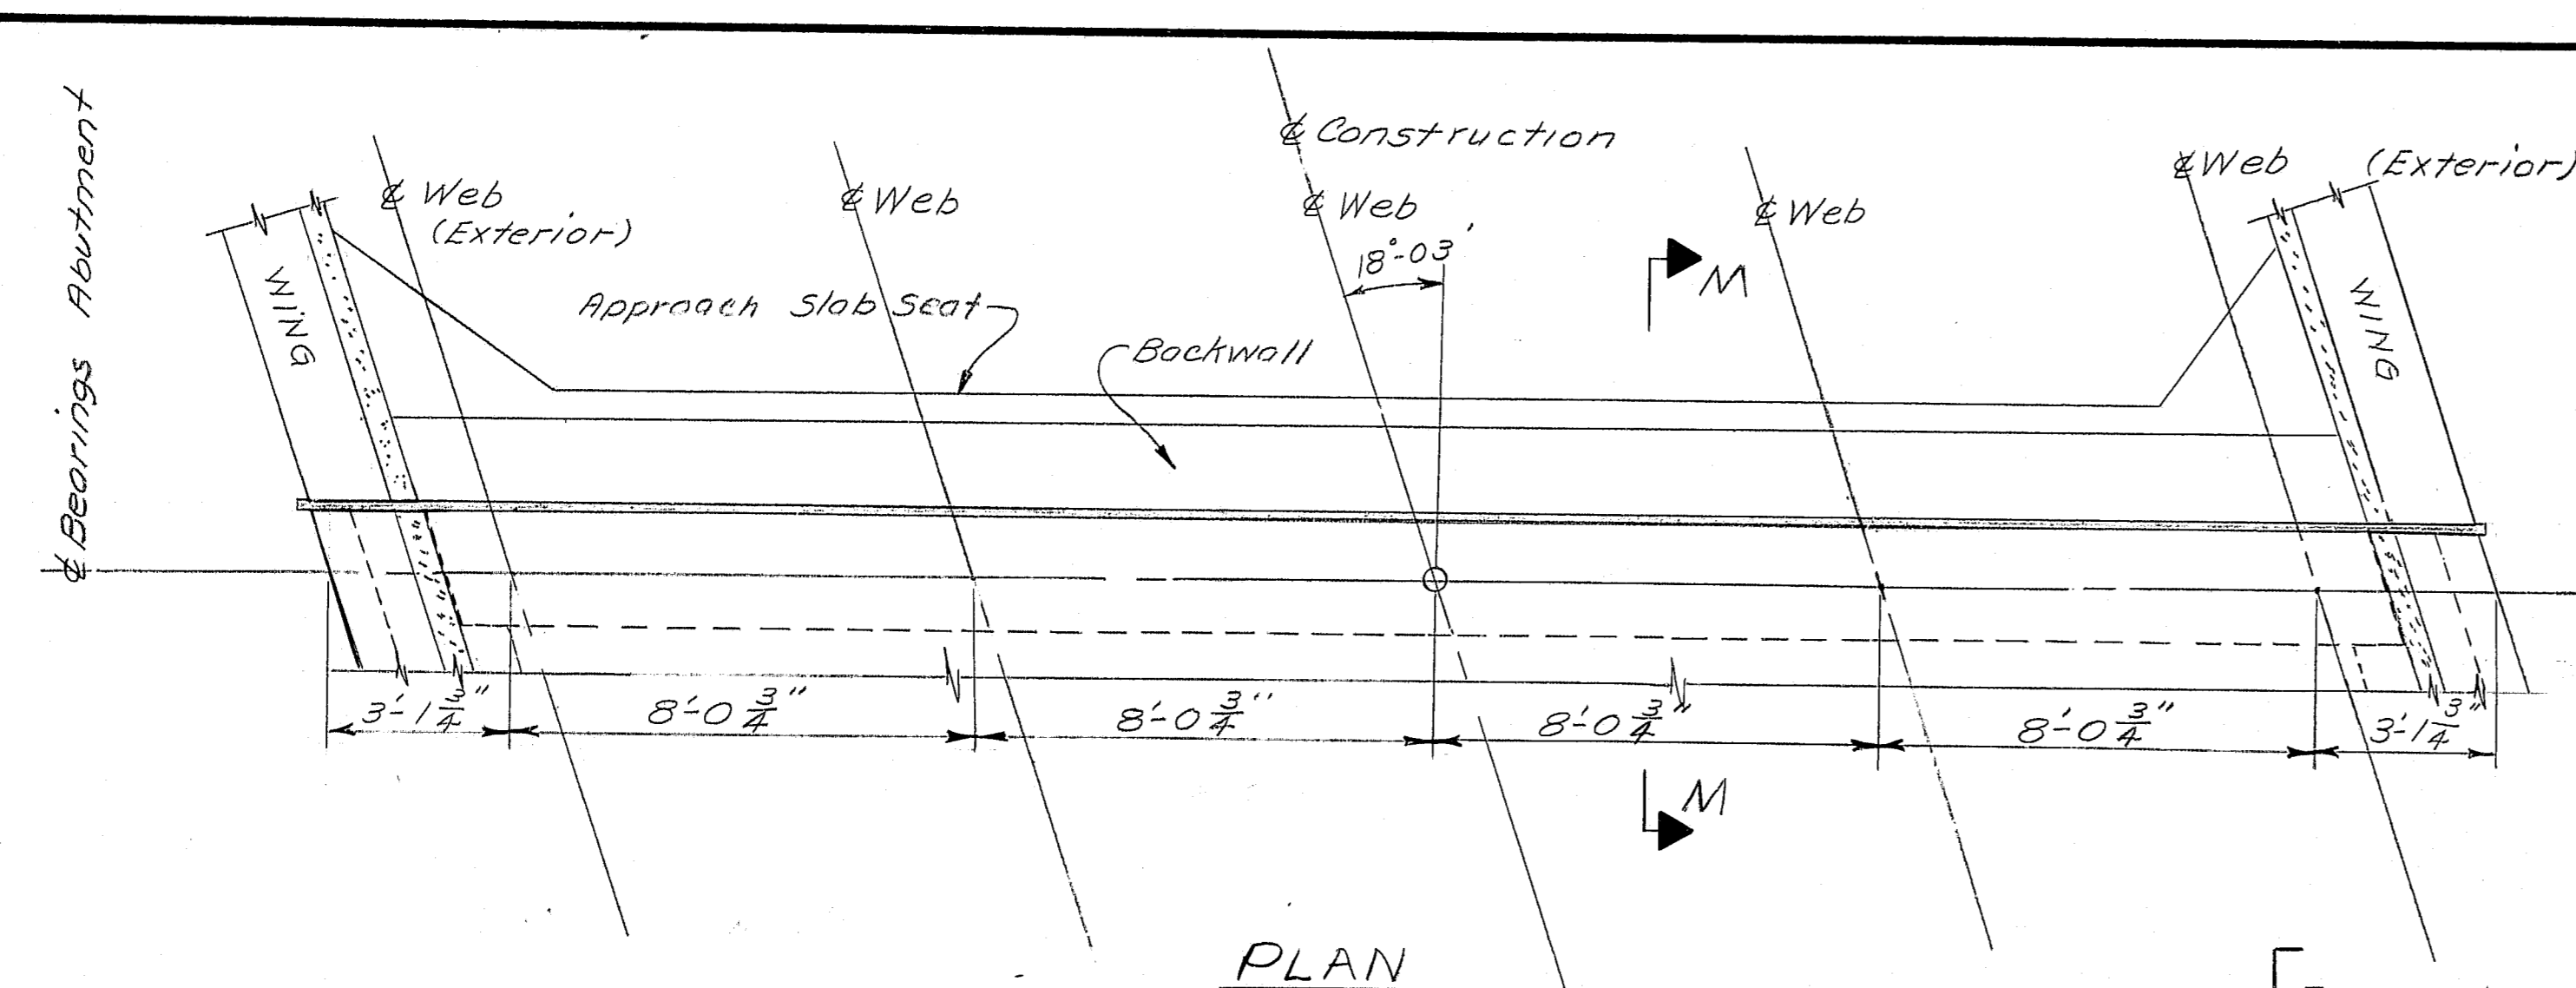 ℄ Bearings Abutment
℄ Construction
℄ Web
(Exterior)
℄ Web
℄ Web
℄ Web
℄ Web (Exterior)
18°-03'
M
WING
WING
Approach Slab Seat
Backwall
3'-1 3/4"
8'-0 3/4"
8'-0 3/4"
8'-0 3/4"
8'-0 3/4"
3'-1 3/4"
M
PLAN